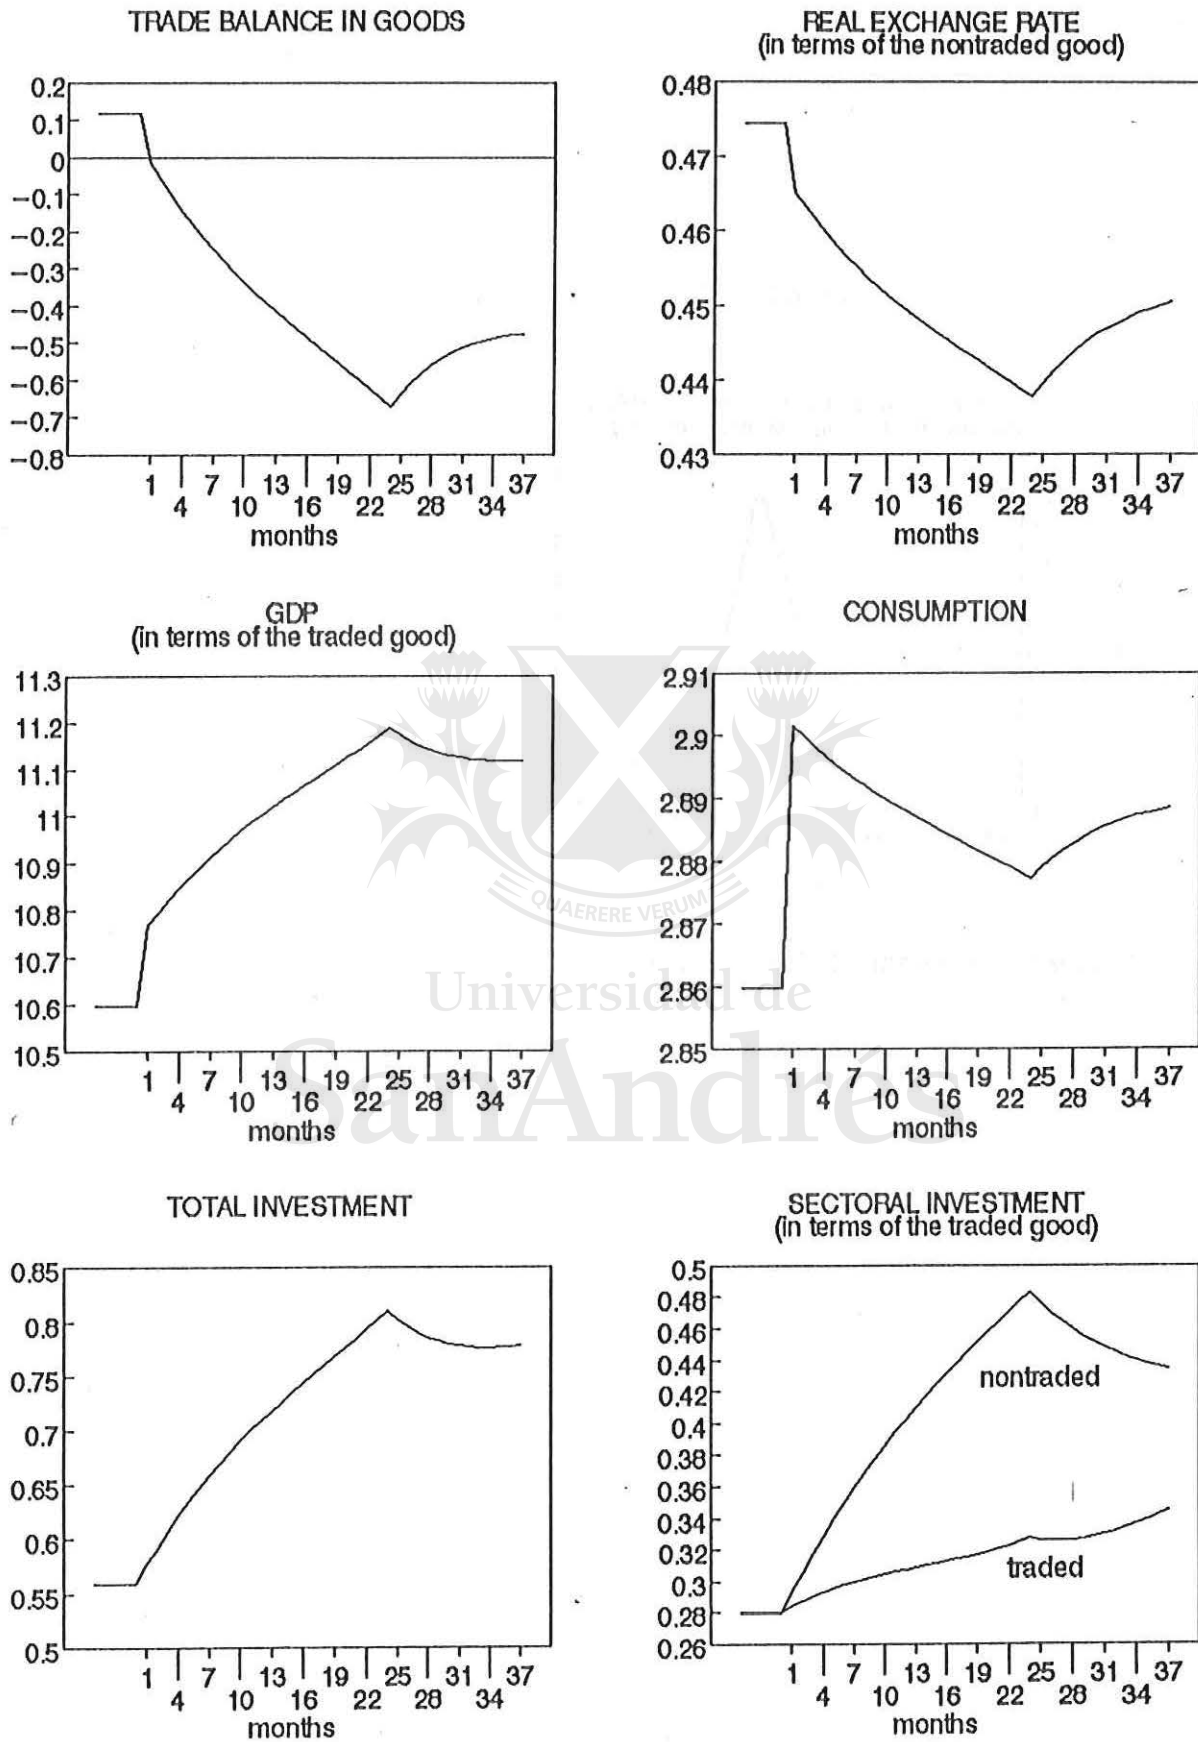 TRADE BALANCE IN GOODS
0.2
0.1
0
−0.1
−0.2
−0.3
−0.4
−0.5
−0.6
−0.7
−0.8
1 7 13 19 25 31 37
4 10 16 22 28 34
months
REAL EXCHANGE RATE
(in terms of the nontraded good)
0.48
0.47
0.46
0.45
0.44
0.43
1 7 13 19 25 31 37
4 10 16 22 28 34
months
GDP
(in terms of the traded good)
11.3
11.2
11.1
11
10.9
10.8
10.7
10.6
10.5
1 7 13 19 25 31 37
4 10 16 22 28 34
months
CONSUMPTION
2.91
2.9
2.89
2.88
2.87
2.86
2.85
1 7 13 19 25 31 37
4 10 16 22 28 34
months
QUAERERE VERUM
Universidad de
SanAndrés
TOTAL INVESTMENT
0.85
0.8
0.75
0.7
0.65
0.6
0.55
0.5
1 7 13 19 25 31 37
4 10 16 22 28 34
months
SECTORAL INVESTMENT
(in terms of the traded good)
0.5
0.48
0.46
0.44
0.42
0.4
0.38
0.36
0.34
0.32
0.3
0.28
0.26
nontraded
traded
1 7 13 19 25 31 37
4 10 16 22 28 34
months